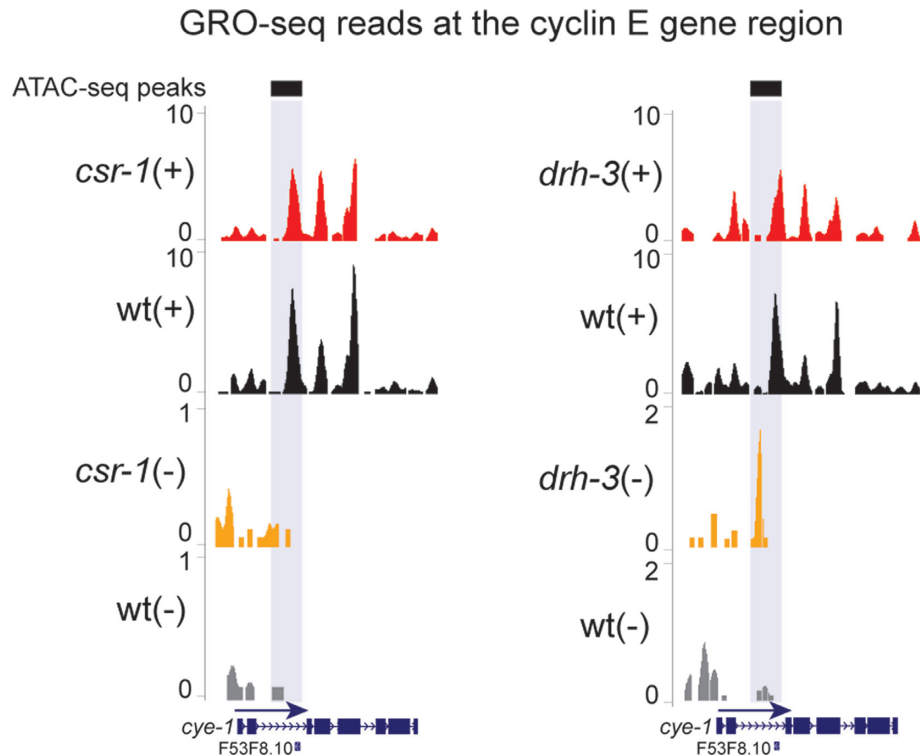 GRO-seq reads at the cyclin E gene region
ATAC-seq peaks
10
csr-1(+)
0
10
wt(+)
0
1
csr-1(-)
0
1
wt(-)
0
cye-1
F53F8.10
10
drh-3(+)
0
10
wt(+)
0
2
drh-3(-)
0
2
wt(-)
0
cye-1
F53F8.10